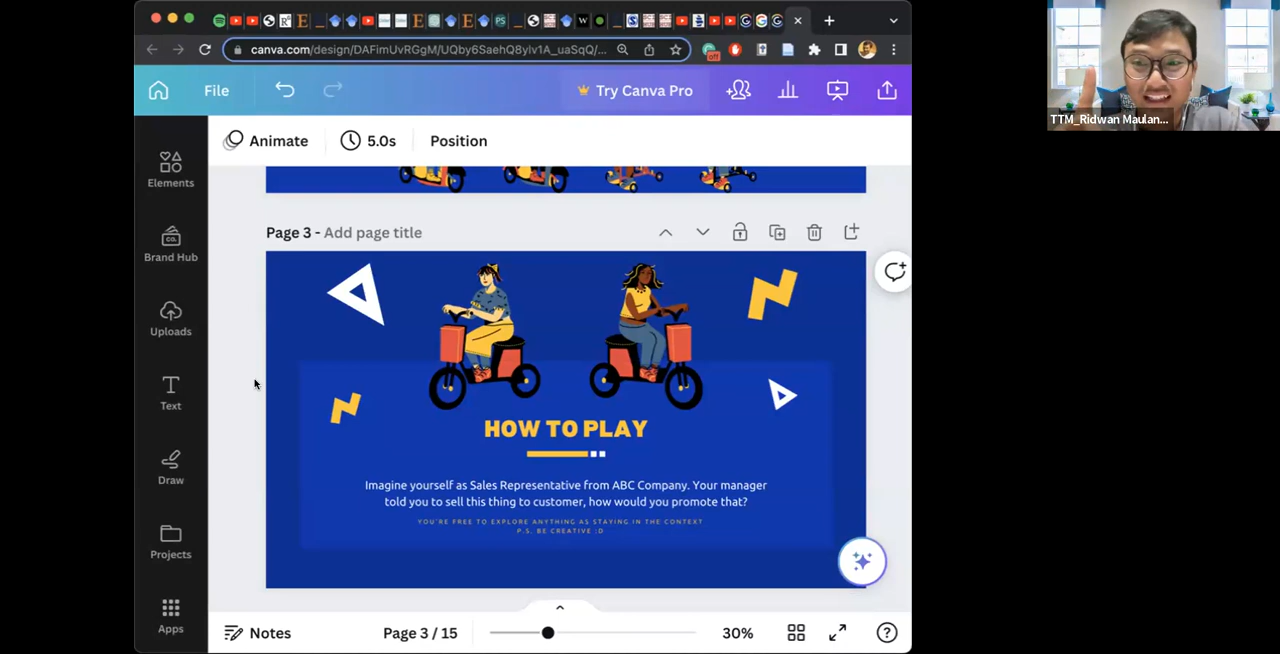 canva.com/design/DAFimUvRGgM/UQby6SaehQ8ylv1A_uaSqQ/...
off
File
Try Canva Pro
Animate
5.0s
Position
Elements
CO.
Brand Hub
Uploads
Text
Draw
Projects
Apps
Page 3 - Add page title
HOW TO PLAY
Imagine yourself as Sales Representative from ABC Company. Your manager
told you to sell this thing to customer, how would you promote that?
YOU'RE FREE TO EXPLORE ANYTHING AS STAYING IN THE CONTEXT
P.S. BE CREATIVE :D
Notes
Page 3 / 15
30%
TTM_Ridwan Maulan...